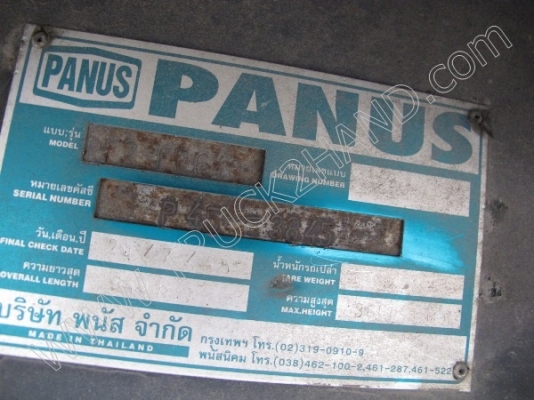 PANUS PANUS
แบบ:รุ่น
MODEL
หมายเลขแบบ
DRAWING NUMBER
หมายเลขคัสซี
SERIAL NUMBER
วัน,เดือน,ปี
FINAL CHECK DATE
น้ำหนักรถเปล่า
TARE WEIGHT
ความยาวสุด
OVERALL LENGTH
ความสูงสุด
MAX.HEIGHT
บริษัท พนัส จำกัด
MADE IN THAILAND
กรุงเทพฯ โทร.(02)319-0910-9
พนัสนิคม โทร.(038)462-100-2,461-287,461-522
www.TRUCK2HAND.com